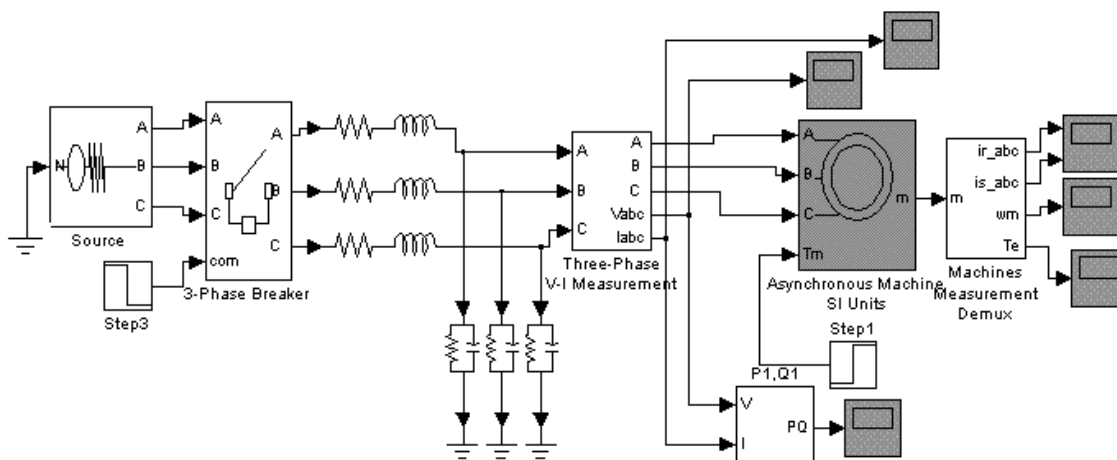 N
A
B
C
Source
A
B
C
com
A
B
C
3-Phase Breaker
Step3
A
B
C
A
B
C
Vabc
Iabc
Three-Phase
V-I Measurement
A
B
C
Tm
m
Asynchronous Machine
SI Units
m
ir_abc
is_abc
wm
Te
Machines
Measurement
Demux
Step1
P1,Q1
V
I
PQ